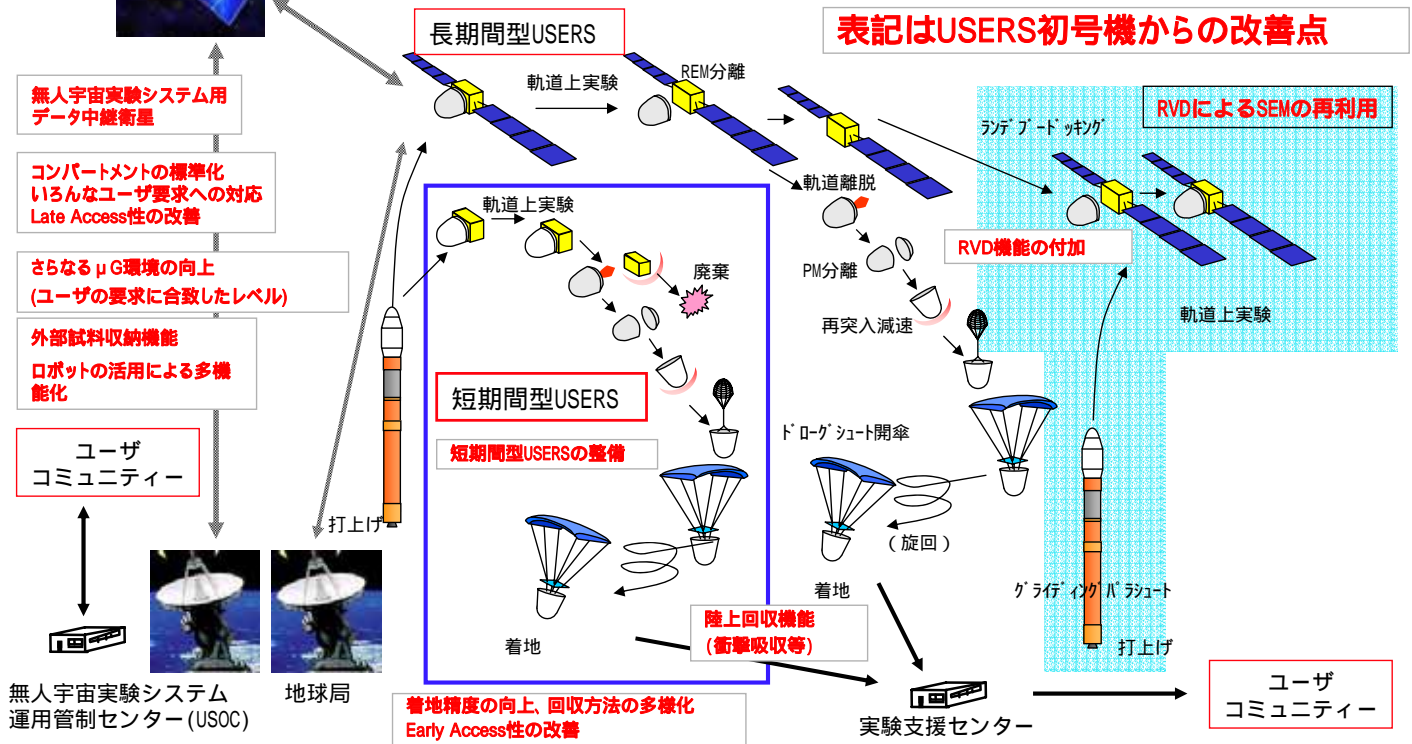 表記はUSERS初号機からの改善点
長期間型USERS
REM分離
軌道上実験
無人宇宙実験システム用
データ中継衛星
RVDによるSEMの再利用
ランデブードッキング
コンパートメントの標準化
いろんなユーザ要求への対応
Late Access性の改善
軌道上実験
軌道離脱
RVD機能の付加
さらなるμG環境の向上
(ユーザの要求に合致したレベル)
廃棄
PM分離
再突入減速
軌道上実験
外部試料収納機能
ロボットの活用による多機
能化
短期間型USERS
短期間型USERSの整備
ドローグシュート開傘
ユーザ
コミュニティー
打上げ
(旋回)
着地
グライディングパラシュート
陸上回収機能
(衝撃吸収等)
着地
打上げ
無人宇宙実験システム
運用管制センター(USOC)
地球局
着地精度の向上、回収方法の多様化
Early Access性の改善
実験支援センター
ユーザ
コミュニティー